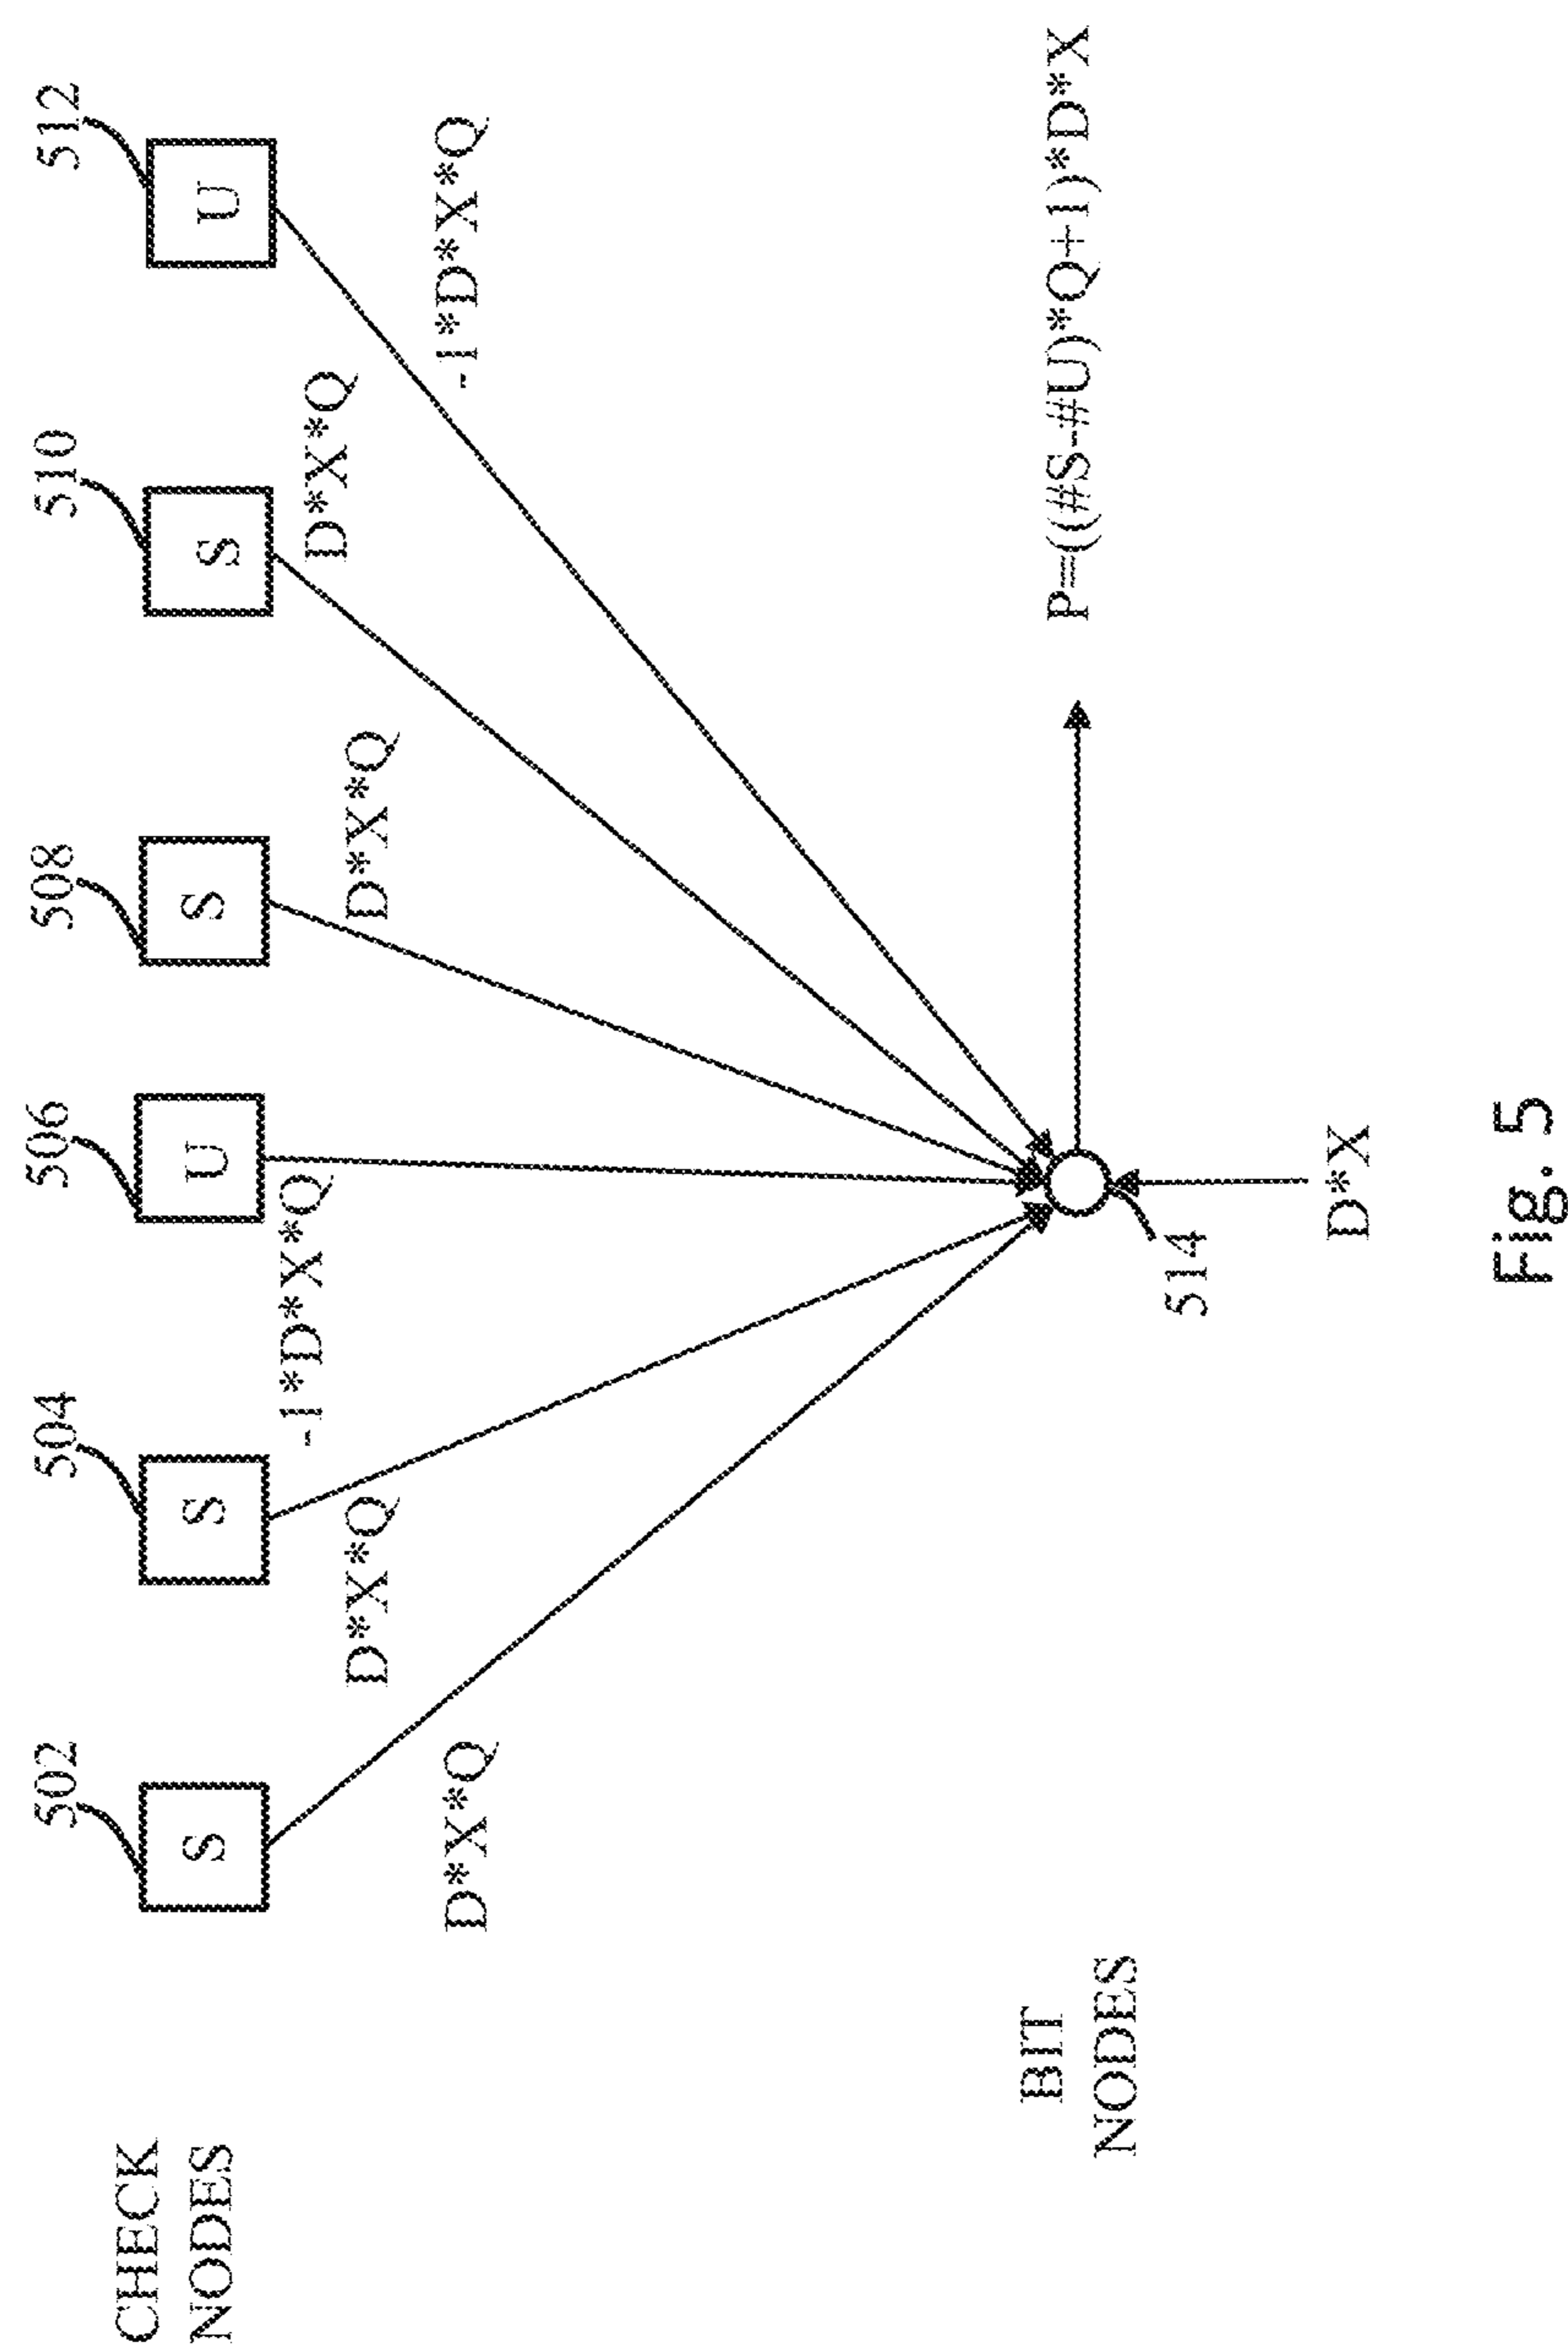 CHECK
NODES
502
504
506
508
510
512
S
S
U
S
S
U
D*X*Q
D*X*Q
-1*D*X*Q
D*X*Q
D*X*Q
-1*D*X*Q
BIT
NODES
514
P=((#S-#U)*Q+1)*D*X
D*X
Fig. 5